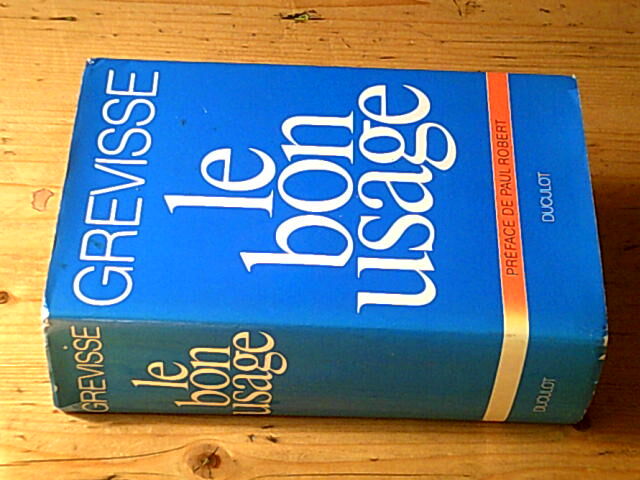 GREVISSE
le
bon
usage
PRÉFACE DE PAUL ROBERT
DUCULOT
GREVISSE
le
bon
usage
DUCULOT